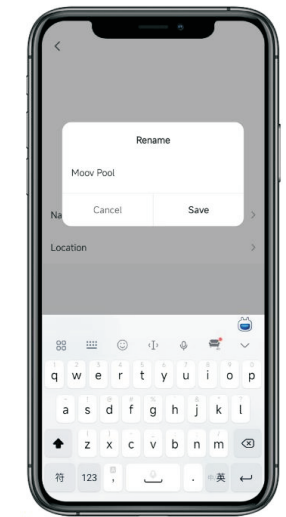 Rename
Moov Pool
Cancel Save
Na
Location
q w e r t y u i o p
a s d f g h j k l
z x c v b n m
符 123 , . 英